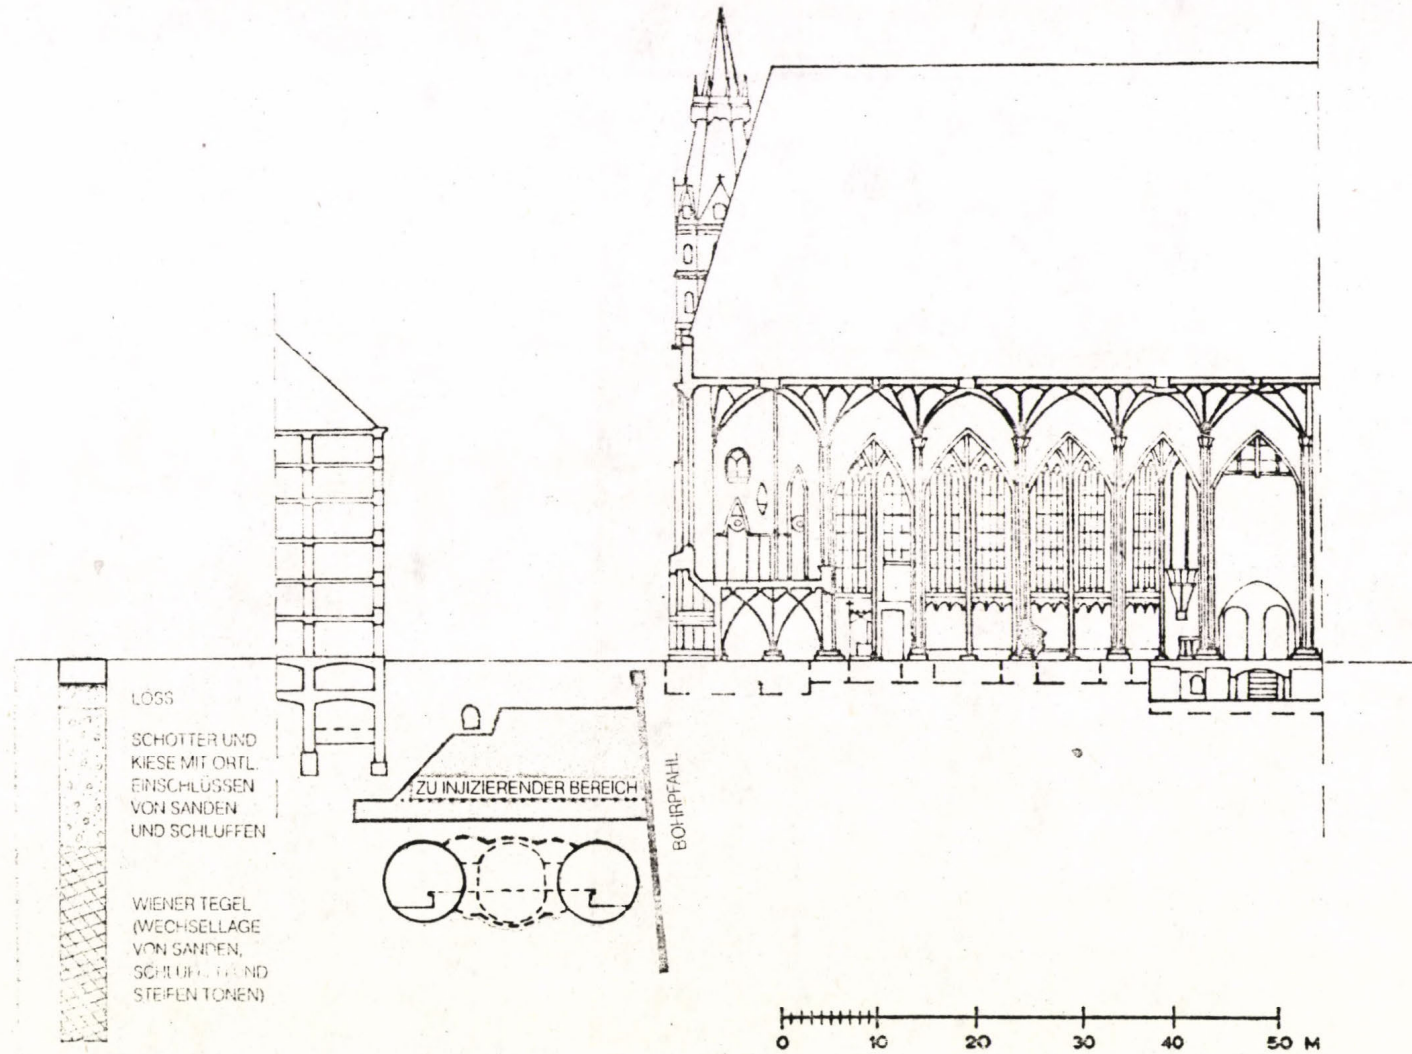 LÖSS
SCHOTTER UND
KIESE MIT ÖRTL.
EINSCHLÜSSEN
VON SANDEN
UND SCHLUFFEN
WIENER TEGEL
(WECHSELLAGE
VON SANDEN,
UND
STEIFEN TONEN)
ZU INJIZIERENDER BEREICH
BOHRPFAHL
0 10 20 30 40 50 M